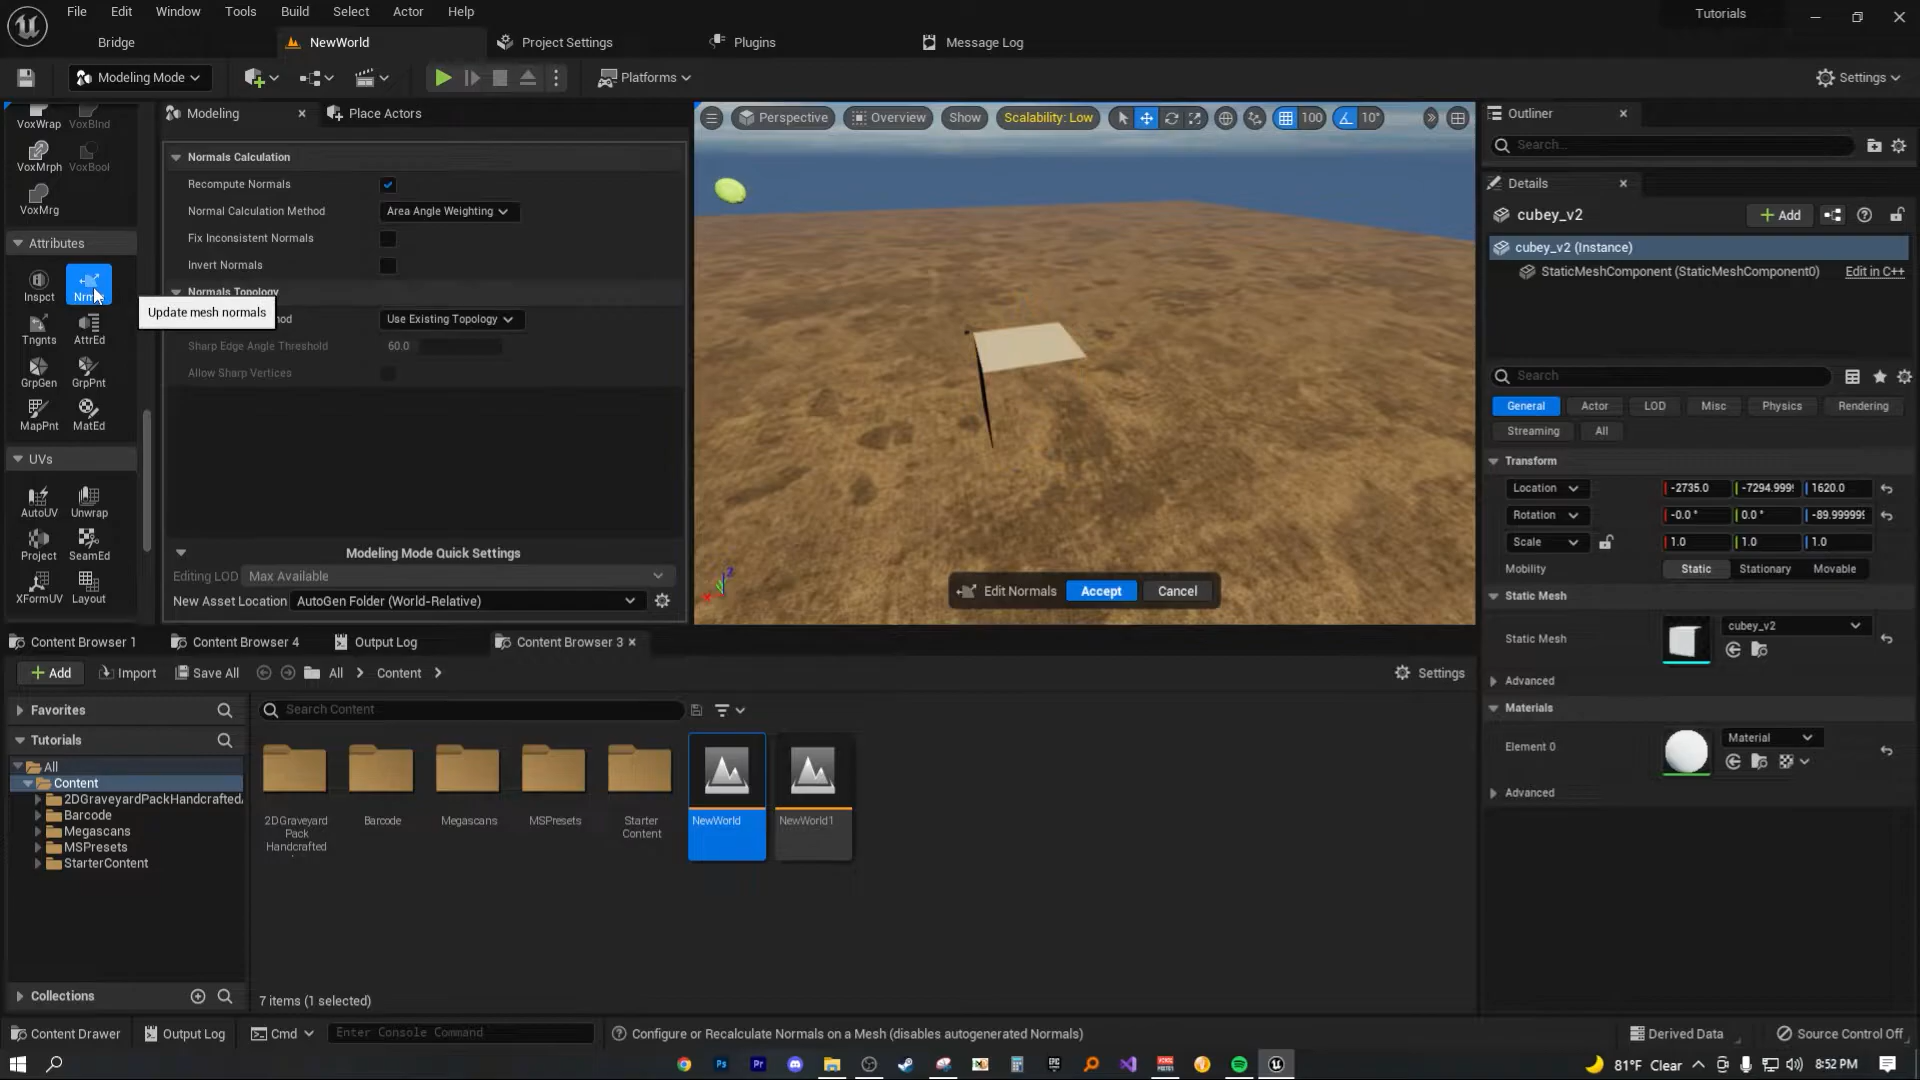 File Edit Window Tools Build Select Actor Help
Tutorials
Bridge
NewWorld
Project Settings
Plugins
Message Log
Modeling Mode
Platforms
Settings
VoxWrap VoxBlnd
VoxMrph VoxBool
VoxMrg
Attributes
Inspct
Tngnts AttrEd
GrpGen GrpPnt
MapPnt MatEd
UVs
AutoUV Unwrap
Project SeamEd
XFormUV Layout
Modeling
Place Actors
Normals Calculation
Recompute Normals
Normal Calculation Method Area Angle Weighting
Fix Inconsistent Normals
Invert Normals
Normals Topology
Update mesh normals
Use Existing Topology
Sharp Edge Angle Threshold 60.0
Allow Sharp Vertices
Modeling Mode Quick Settings
Editing LOD Max Available
New Asset Location AutoGen Folder (World-Relative)
Perspective Overview Show Scalability: Low 100 10°
Edit Normals Accept Cancel
Outliner
Search...
Details
cubey_v2
Add
cubey_v2 (Instance)
StaticMeshComponent (StaticMeshComponent0) Edit in C++
Search
General Actor LOD Misc Physics Rendering
Streaming All
Transform
Location -2735.0 -7294.999 1620.0
Rotation -0.0 ° 0.0 ° -89.999999
Scale 1.0 1.0 1.0
Mobility Static Stationary Movable
Static Mesh
Static Mesh cubey_v2
Advanced
Materials
Element 0 Material
Advanced
Content Browser 1
Content Browser 4
Output Log
Content Browser 3
Add Import Save All All Content
Settings
Favorites
Search Content
Tutorials
All
Content
2DGraveyardPackHandcrafted
Barcode
Megascans
MSPresets
StarterContent
2DGraveyard
Pack
Handcrafted
Barcode
Megascans
MSPresets
Starter
Content
NewWorld
NewWorld1
Collections
7 items (1 selected)
Content Drawer Output Log Cmd Enter Console Command Configure or Recalculate Normals on a Mesh (disables autogenerated Normals)
Derived Data Source Control Off
81°F Clear 8:52 PM